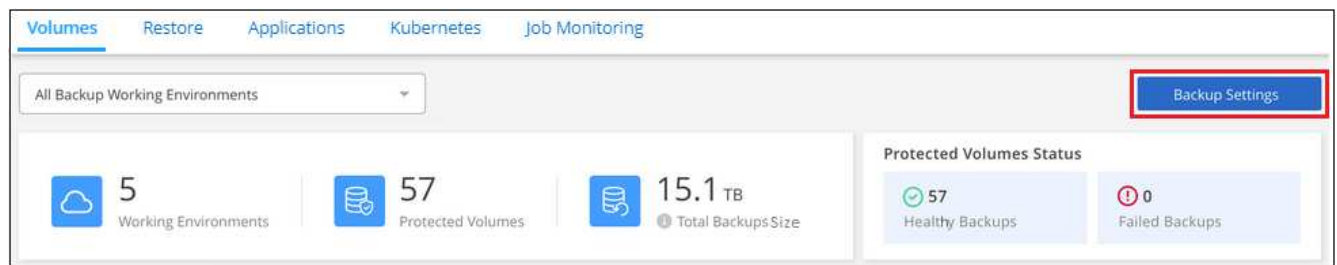 Volumes Restore Applications Kubernetes Job Monitoring
All Backup Working Environments
Backup Settings
5
Working Environments
57
Protected Volumes
15.1 TB
Total Backups Size
Protected Volumes Status
57
Healthy Backups
0
Failed Backups